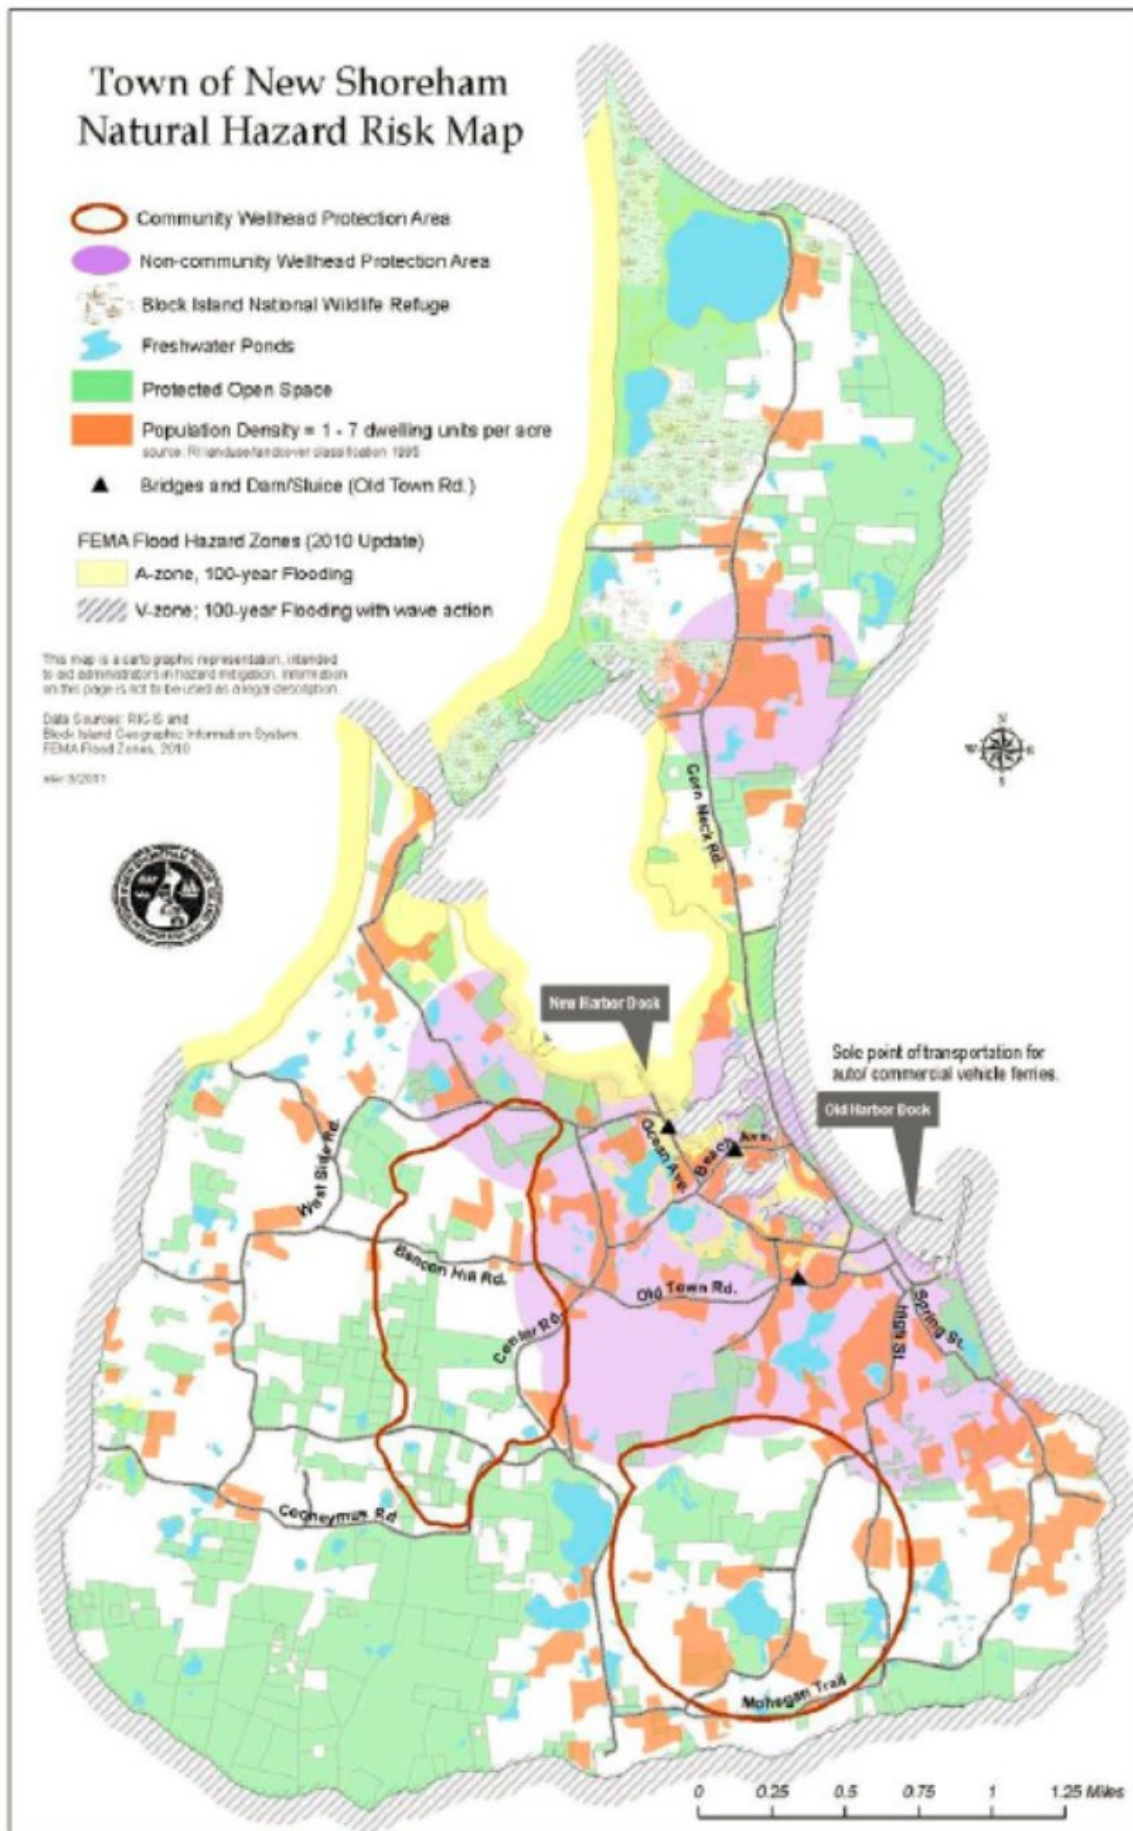 Town of New Shoreham
Natural Hazard Risk Map
Community Wellhead Protection Area
Non-community Wellhead Protection Area
Block Island National Wildlife Refuge
Freshwater Ponds
Protected Open Space
Population Density = 1 - 7 dwelling units per acre
source: RI landuse/landcover classification 1995
Bridges and Dam/Sluice (Old Town Rd.)
FEMA Flood Hazard Zones (2010 Update)
A-zone, 100-year Flooding
V-zone; 100-year Flooding with wave action
This map is a cartographic representation, intended
to aid administrators in hazard mitigation. Information
on this page is not to be used as a legal description.
Data Sources: RIGIS and
Block Island Geographic Information System.
FEMA Flood Zones, 2010
N
W
E
S
Corn Neck Rd.
New Harbor Dock
Sole point of transportation for
auto/ commercial vehicle ferries.
Old Harbor Dock
West Side Rd.
Ocean Ave.
Beach Ave.
Beacon Hill Rd.
Old Town Rd.
Center Rd.
High St.
Spring St.
Cooneymus Rd
Mohegan Trail
0 0.25 0.5 0.75 1 1.25 Miles